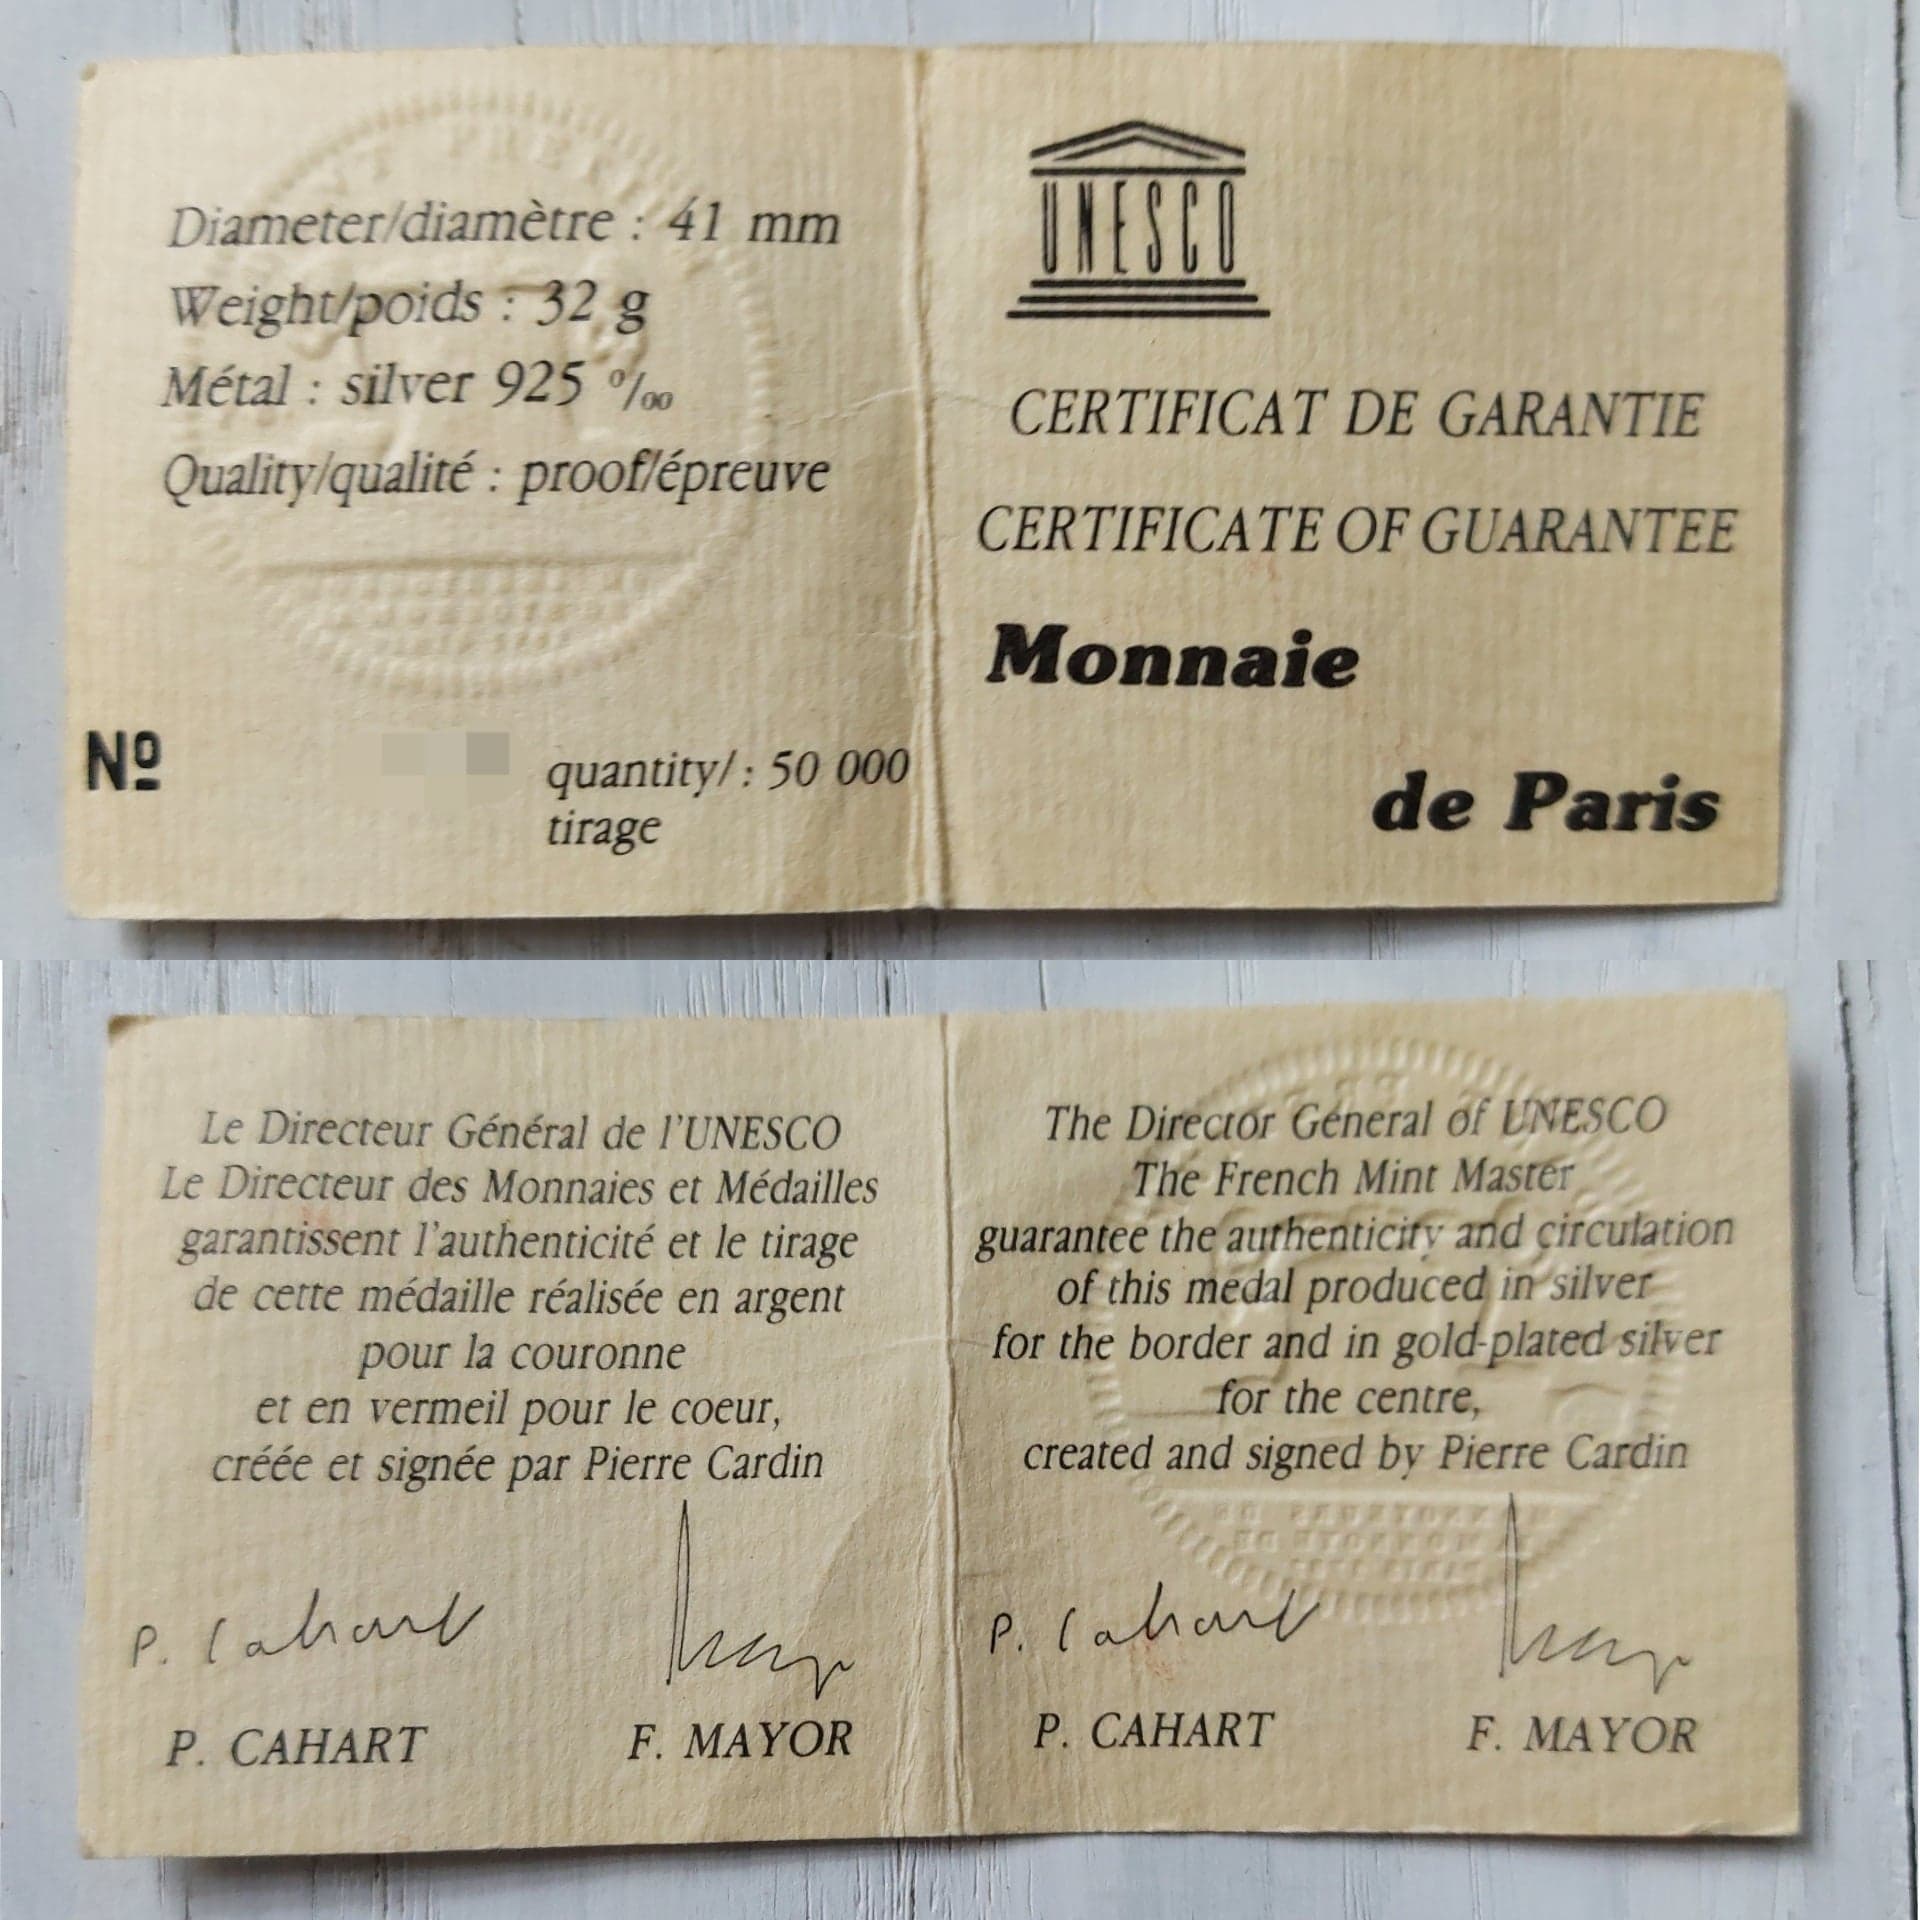 Diameter/diamètre : 41 mm
Weight/poids : 32 g
Métal : silver 925 ‰
Quality/qualité : proof/épreuve
Nº
quantity/ : 50 000
tirage
UNESCO
CERTIFICAT DE GARANTIE
CERTIFICATE OF GUARANTEE
Monnaie
de Paris
Le Directeur Général de l'UNESCO
Le Directeur des Monnaies et Médailles
garantissent l'authenticité et le tirage
de cette médaille réalisée en argent
pour la couronne
et en vermeil pour le coeur,
créée et signée par Pierre Cardin
P. Cahart
P. CAHART
F. MAYOR
The Director General of UNESCO
The French Mint Master
guarantee the authenticity and circulation
of this medal produced in silver
for the border and in gold-plated silver
for the centre,
created and signed by Pierre Cardin
P. Cahart
P. CAHART
F. MAYOR